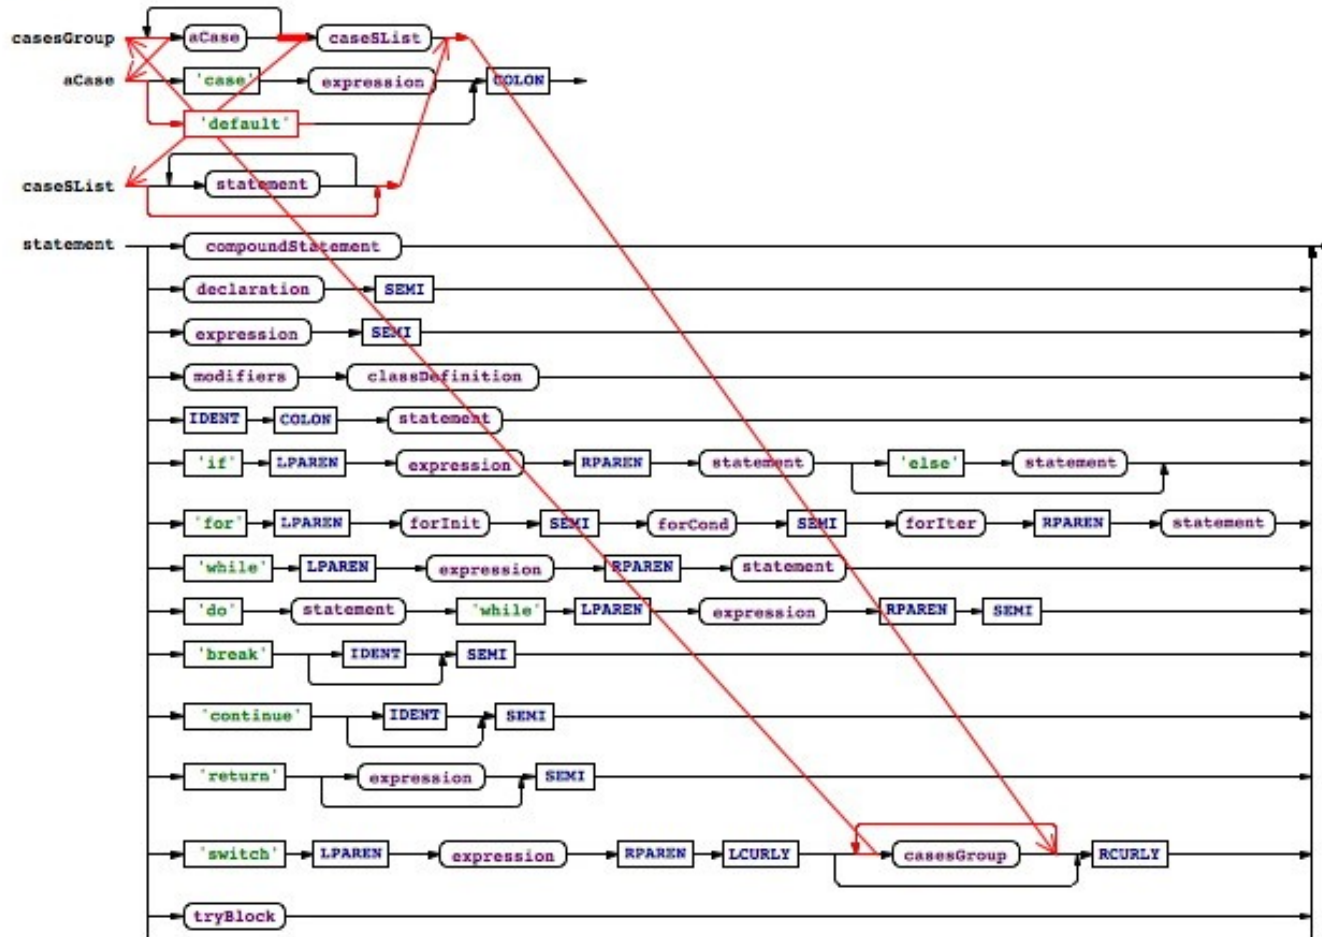 casesGroup aCase caseSList
aCase 'case' expression COLON
'default'
caseSList statement
statement compoundStatement
declaration SEMI
expression SEMI
modifiers classDefinition
IDENT COLON statement
'if' LPAREN expression RPAREN statement 'else' statement
'for' LPAREN forInit SEMI forCond SEMI forIter RPAREN statement
'while' LPAREN expression RPAREN statement
'do' statement 'while' LPAREN expression RPAREN SEMI
'break' IDENT SEMI
'continue' IDENT SEMI
'return' expression SEMI
'switch' LPAREN expression RPAREN LCURLY casesGroup RCURLY
tryBlock